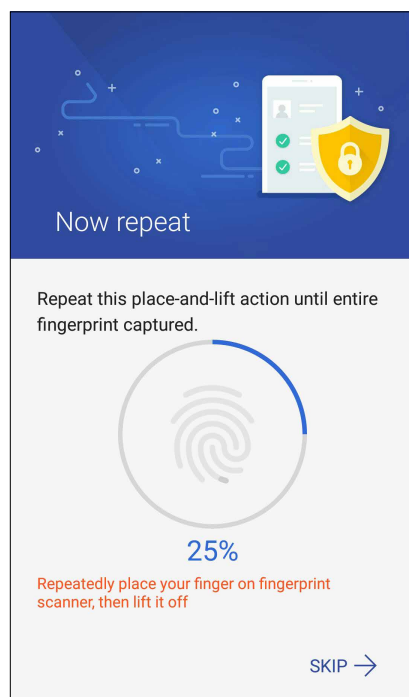 Now repeat
Repeat this place-and-lift action until entire
fingerprint captured.
25%
Repeatedly place your finger on fingerprint
scanner, then lift it off
SKIP